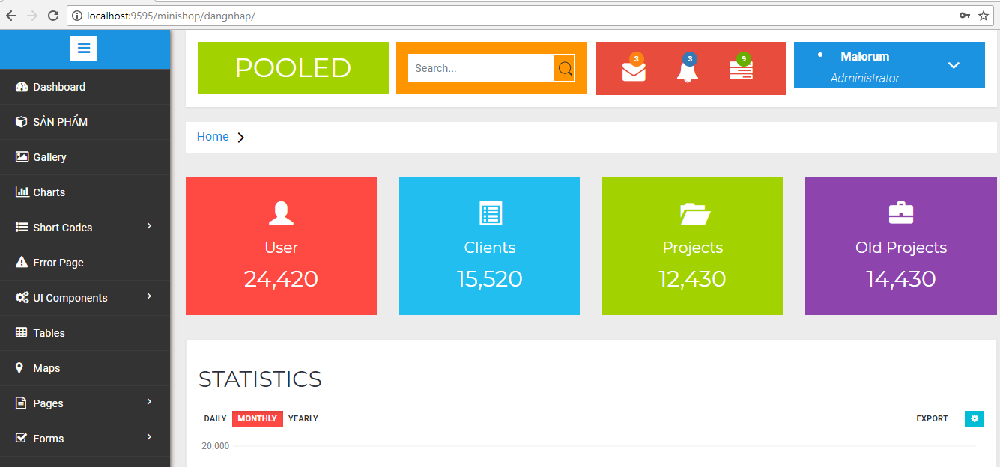 localhost:9595/minishop/dangnhap/
POOLED
Search...
3
3
9
Malorum
Administrator
Dashboard
SẢN PHẨM
Gallery
Charts
Short Codes
Error Page
UI Components
Tables
Maps
Pages
Forms
Home
User
24,420
Clients
15,520
Projects
12,430
Old Projects
14,430
STATISTICS
DAILY MONTHLY YEARLY
EXPORT
20,000